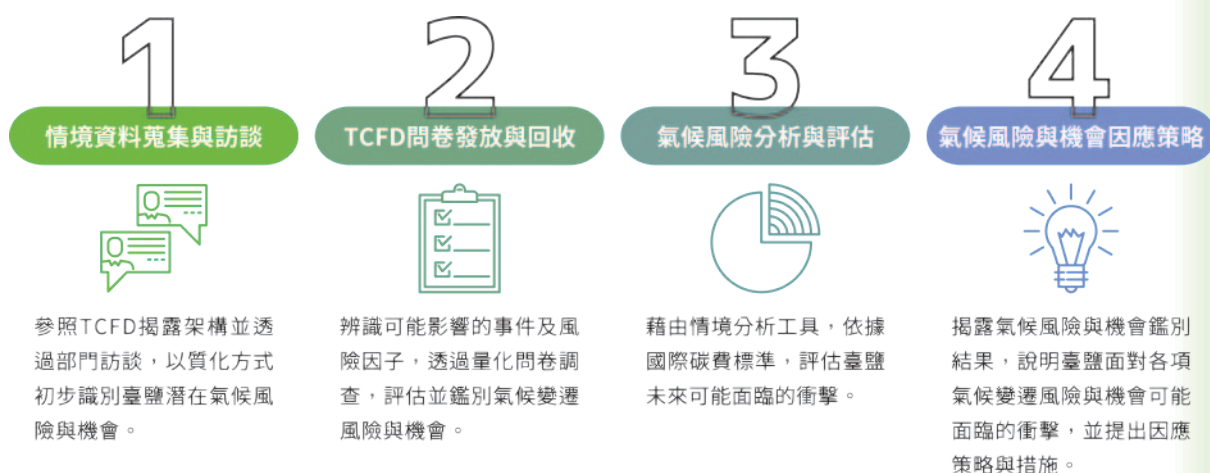 1
情境資料蒐集與訪談
參照TCFD揭露架構並透
過部門訪談，以質化方式
初步識別臺鹽潛在氣候風
險與機會。
2
TCFD問卷發放與回收
辨識可能影響的事件及風
險因子，透過量化問卷調
查，評估並鑑別氣候變遷
風險與機會。
3
氣候風險分析與評估
藉由情境分析工具，依據
國際碳費標準，評估臺鹽
未來可能面臨的衝擊。
4
氣候風險與機會因應策略
揭露氣候風險與機會鑑別
結果，說明臺鹽面對各項
氣候變遷風險與機會可能
面臨的衝擊，並提出因應
策略與措施。